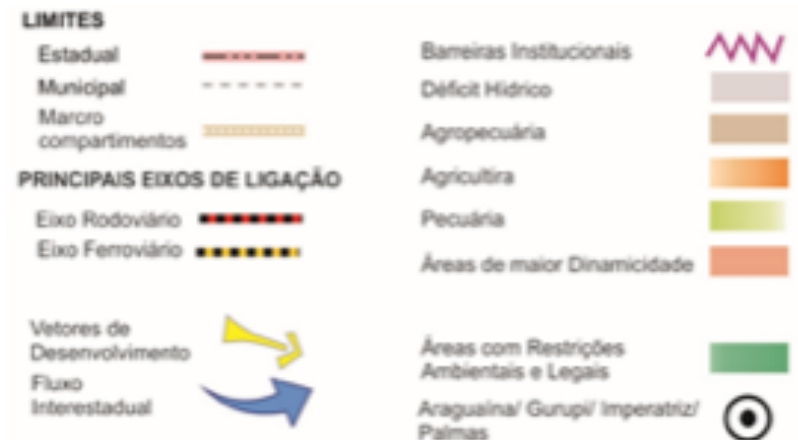 LIMITES
Estadual
Municipal
Marcro
compartimentos
PRINCIPAIS EIXOS DE LIGAÇÃO
Eixo Rodoviário
Eixo Ferroviário
Vetores de
Desenvolvimento
Fluxo
Interestadual
Barreiras Institucionais
Déficit Hídrico
Agropecuária
Agricultira
Pecuária
Áreas de maior Dinamicidade
Áreas com Restrições
Ambientais e Legais
Araguaína/ Gurupi/ Imperatriz/
Palmas